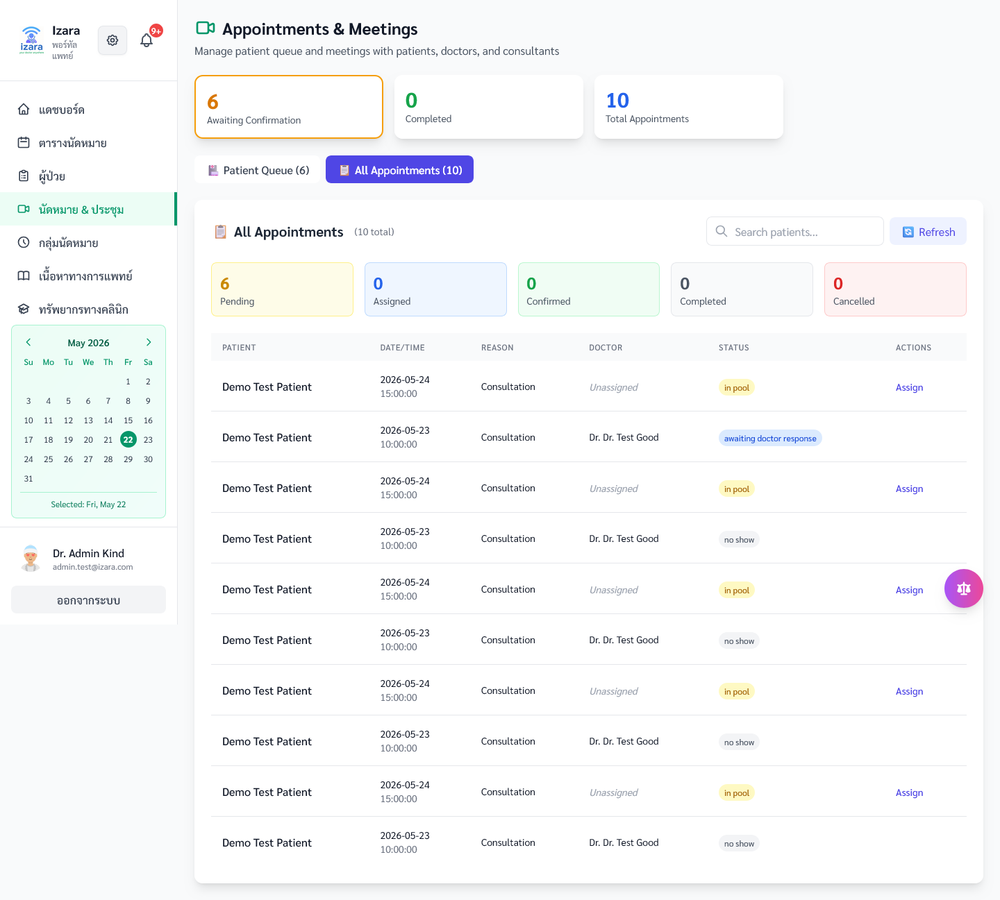 Izara
พอร์ทัล
แพทย์
9+
izara
แดชบอร์ด
ตารางนัดหมาย
ผู้ป่วย
นัดหมาย & ประชุม
กลุ่มนัดหมาย
เนื้อหาทางการแพทย์
ทรัพยากรทางคลินิก
May 2026
Su Mo Tu We Th Fr Sa
1 2
3 4 5 6 7 8 9
10 11 12 13 14 15 16
17 18 19 20 21 22 23
24 25 26 27 28 29 30
31
Selected: Fri, May 22
Dr. Admin Kind
admin.test@izara.com
ออกจากระบบ
Appointments & Meetings
Manage patient queue and meetings with patients, doctors, and consultants
6
Awaiting Confirmation
0
Completed
10
Total Appointments
Patient Queue (6)
All Appointments (10)
All Appointments (10 total)
Search patients...
Refresh
6
Pending
0
Assigned
0
Confirmed
0
Completed
0
Cancelled
PATIENT DATE/TIME REASON DOCTOR STATUS ACTIONS
Demo Test Patient 2026-05-24 15:00:00 Consultation Unassigned in pool Assign
Demo Test Patient 2026-05-23 10:00:00 Consultation Dr. Dr. Test Good awaiting doctor response
Demo Test Patient 2026-05-24 15:00:00 Consultation Unassigned in pool Assign
Demo Test Patient 2026-05-23 10:00:00 Consultation Dr. Dr. Test Good no show
Demo Test Patient 2026-05-24 15:00:00 Consultation Unassigned in pool Assign
Demo Test Patient 2026-05-23 10:00:00 Consultation Dr. Dr. Test Good no show
Demo Test Patient 2026-05-24 15:00:00 Consultation Unassigned in pool Assign
Demo Test Patient 2026-05-23 10:00:00 Consultation Dr. Dr. Test Good no show
Demo Test Patient 2026-05-24 15:00:00 Consultation Unassigned in pool Assign
Demo Test Patient 2026-05-23 10:00:00 Consultation Dr. Dr. Test Good no show